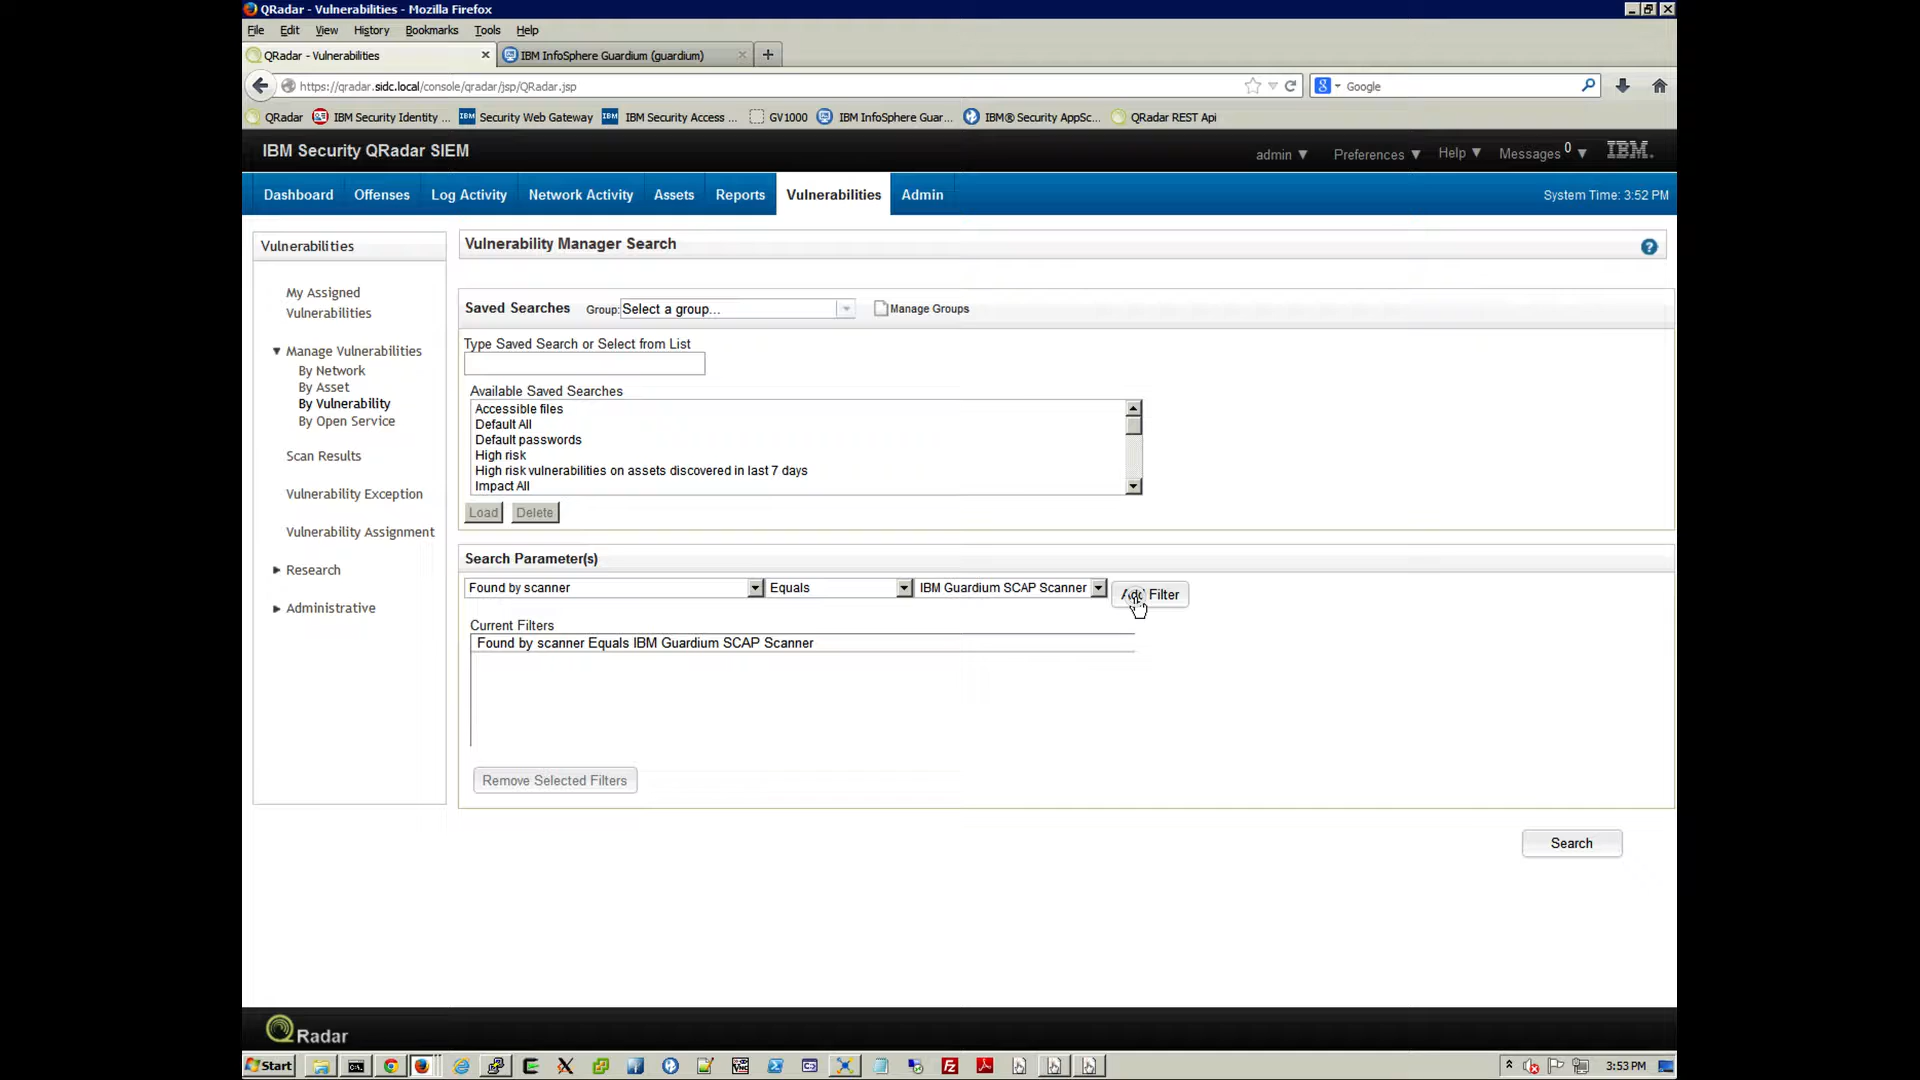 QRadar - Vulnerabilities - Mozilla Firefox
File Edit View History Bookmarks Tools Help
QRadar - Vulnerabilities
IBM InfoSphere Guardium (guardium)
https://qradar.sidc.local/console/qradar/jsp/QRadar.jsp
Google
QRadar IBM Security Identity ... Security Web Gateway IBM Security Access ... GV1000 IBM InfoSphere Guar... IBM® Security AppSc... QRadar REST Api
IBM Security QRadar SIEM
admin Preferences Help Messages 0 IBM.
Dashboard Offenses Log Activity Network Activity Assets Reports Vulnerabilities Admin
System Time: 3:52 PM
Vulnerabilities
My Assigned
Vulnerabilities
Manage Vulnerabilities
By Network
By Asset
By Vulnerability
By Open Service
Scan Results
Vulnerability Exception
Vulnerability Assignment
Research
Administrative
Vulnerability Manager Search
Saved Searches Group: Select a group... Manage Groups
Type Saved Search or Select from List
Available Saved Searches
Accessible files
Default All
Default passwords
High risk
High risk vulnerabilities on assets discovered in last 7 days
Impact All
Load Delete
Search Parameter(s)
Found by scanner Equals IBM Guardium SCAP Scanner Add Filter
Current Filters
Found by scanner Equals IBM Guardium SCAP Scanner
Remove Selected Filters
Search
QRadar
Start
3:53 PM